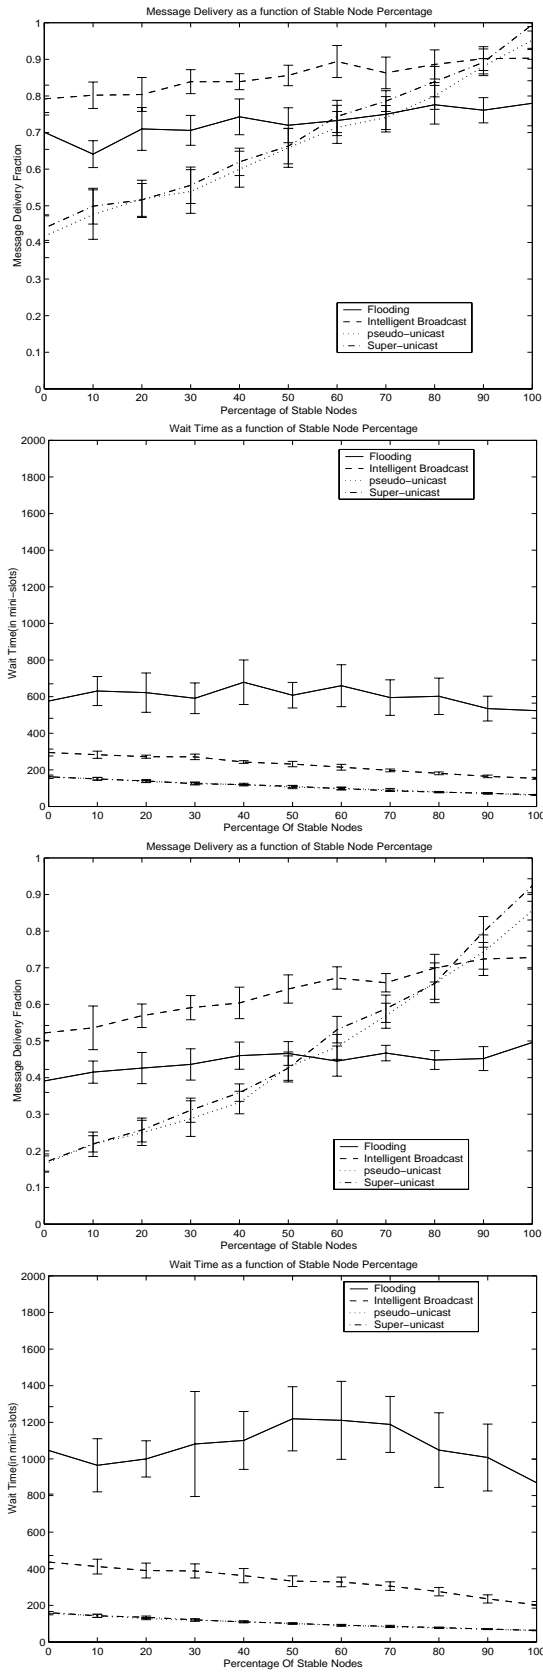 Message Delivery as a function of Stable Node Percentage
1
0.9
0.8
0.7
0.6
0.5
0.4
0.3
0.2
0.1
0
Message Delivery Fraction
Flooding
Intelligent Broadcast
pseudo−unicast
Super−unicast
0 10 20 30 40 50 60 70 80 90 100
Percentage of Stable Nodes
Wait Time as a function of Stable Node Percentage
2000
1800
1600
1400
1200
1000
800
600
400
200
0
Wait Time(in mini−slots)
Flooding
Intelligent Broadcast
pseudo−unicast
Super−unicast
0 10 20 30 40 50 60 70 80 90 100
Percentage Of Stable Nodes
Message Delivery as a function of Stable Node Percentage
1
0.9
0.8
0.7
0.6
0.5
0.4
0.3
0.2
0.1
0
Message Delivery Fraction
Flooding
Intelligent Broadcast
pseudo−unicast
Super−unicast
0 10 20 30 40 50 60 70 80 90 100
Percentage of Stable Nodes
Wait Time as a function of Stable Node Percentage
2000
1800
1600
1400
1200
1000
800
600
400
200
0
Wait Time(in mini−slots)
Flooding
Intelligent Broadcast
pseudo−unicast
Super−unicast
0 10 20 30 40 50 60 70 80 90 100
Percentage Of Stable Nodes